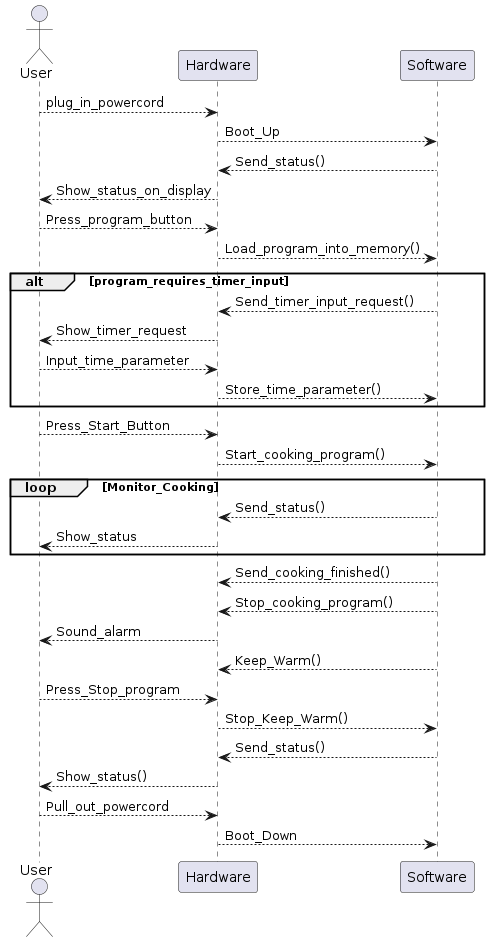 User
Hardware
Software
plug_in_powercord
Boot_Up
Send_status()
Show_status_on_display
Press_program_button
Load_program_into_memory()
alt [program_requires_timer_input]
Send_timer_input_request()
Show_timer_request
Input_time_parameter
Store_time_parameter()
Press_Start_Button
Start_cooking_program()
loop [Monitor_Cooking]
Send_status()
Show_status
Send_cooking_finished()
Stop_cooking_program()
Sound_alarm
Keep_Warm()
Press_Stop_program
Stop_Keep_Warm()
Send_status()
Show_status()
Pull_out_powercord
Boot_Down
User
Hardware
Software